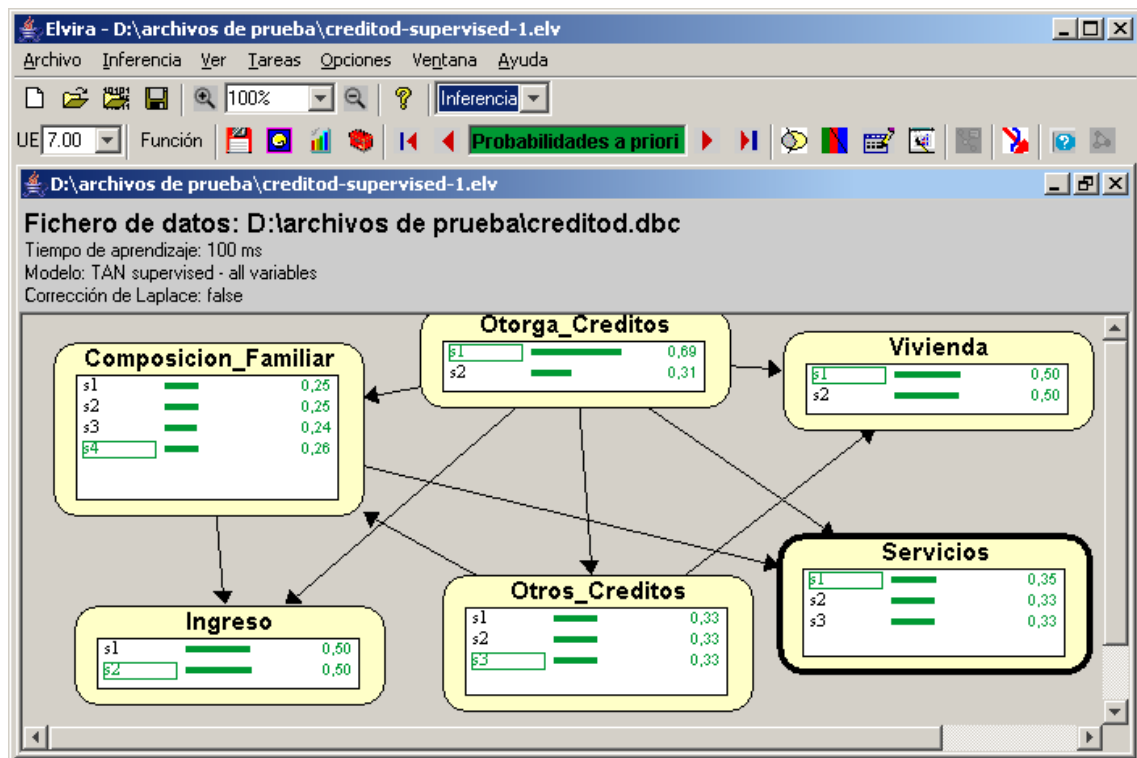 Elvira - D:\archivos de prueba\creditod-supervised-1.elv
Archivo Inferencia Ver Tareas Opciones Ventana Ayuda
100% Inferencia
UE 7.00 Función Probabilidades a priori
D:\archivos de prueba\creditod-supervised-1.elv
Fichero de datos: D:\archivos de prueba\creditod.dbc
Tiempo de aprendizaje: 100 ms
Modelo: TAN supervised - all variables
Corrección de Laplace: false
Otorga_Creditos
s1 0,69
s2 0,31
Composicion_Familiar
s1 0,25
s2 0,25
s3 0,24
s4 0,26
Vivienda
s1 0,50
s2 0,50
Servicios
s1 0,35
s2 0,33
s3 0,33
Otros_Creditos
s1 0,33
s2 0,33
s3 0,33
Ingreso
s1 0,50
s2 0,50